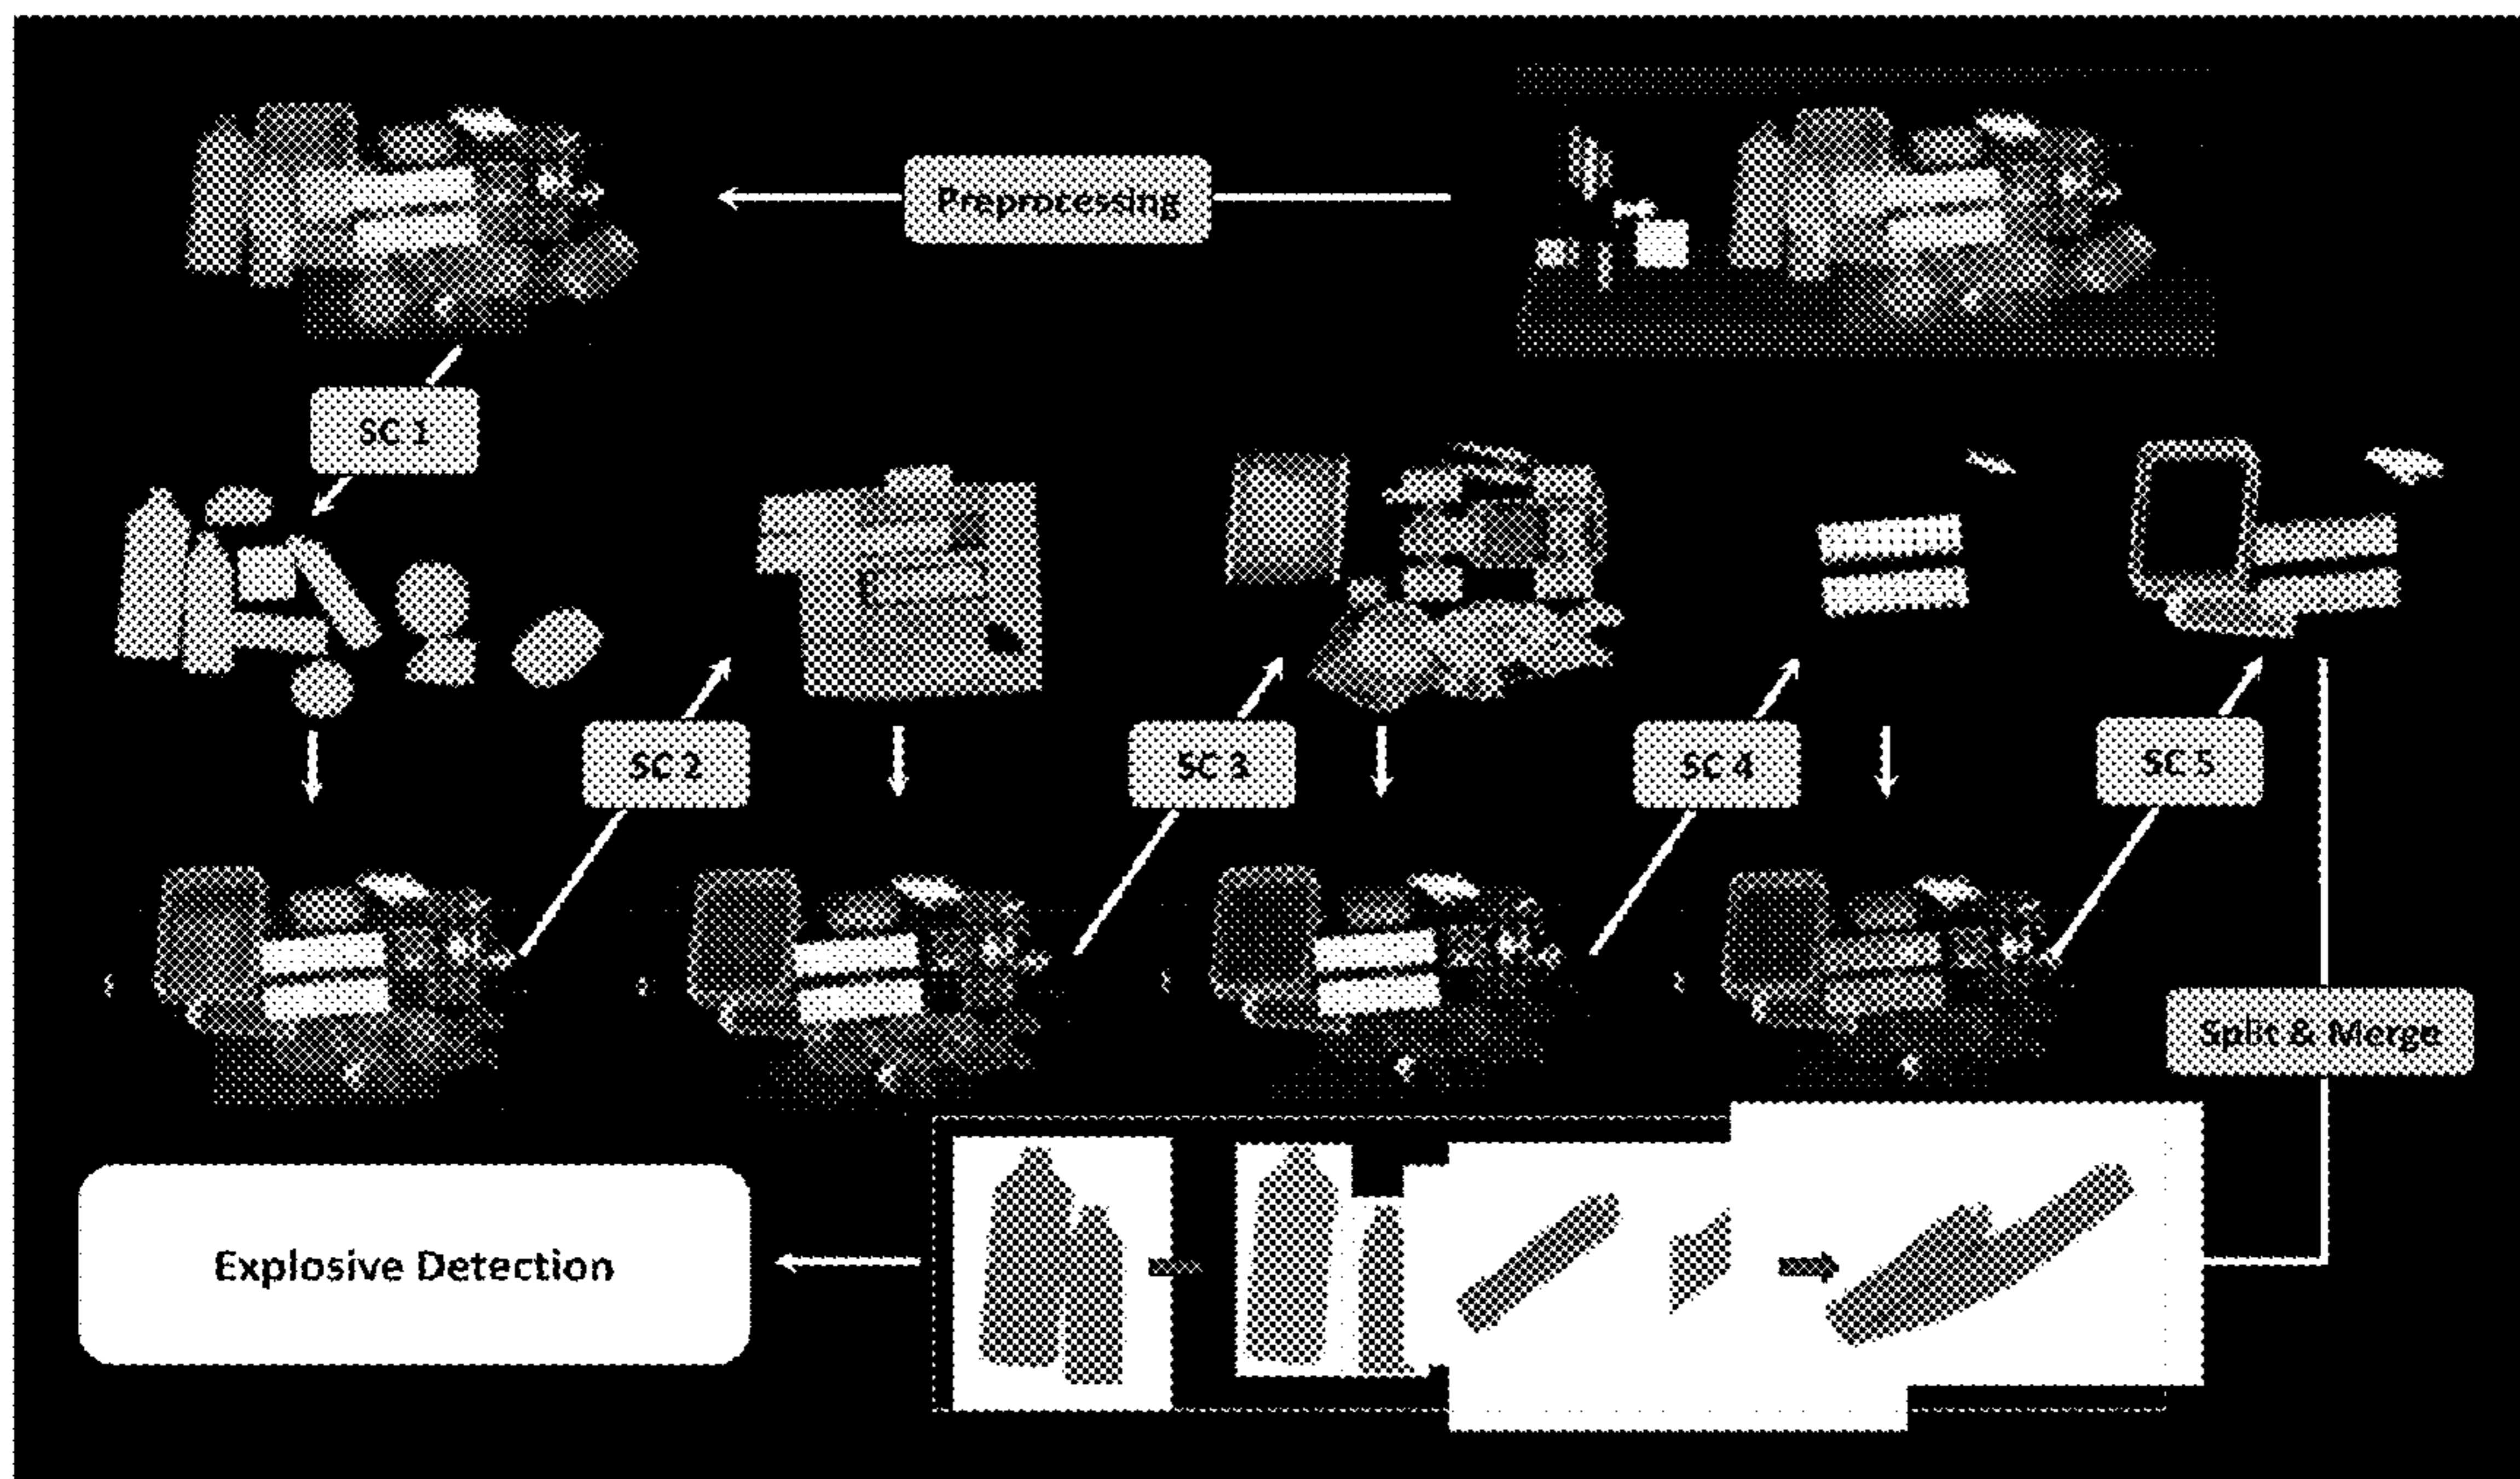 Preprocessing
SC 1
SC 2
SC 3
SC 4
SC 5
Split & Merge
Explosive Detection